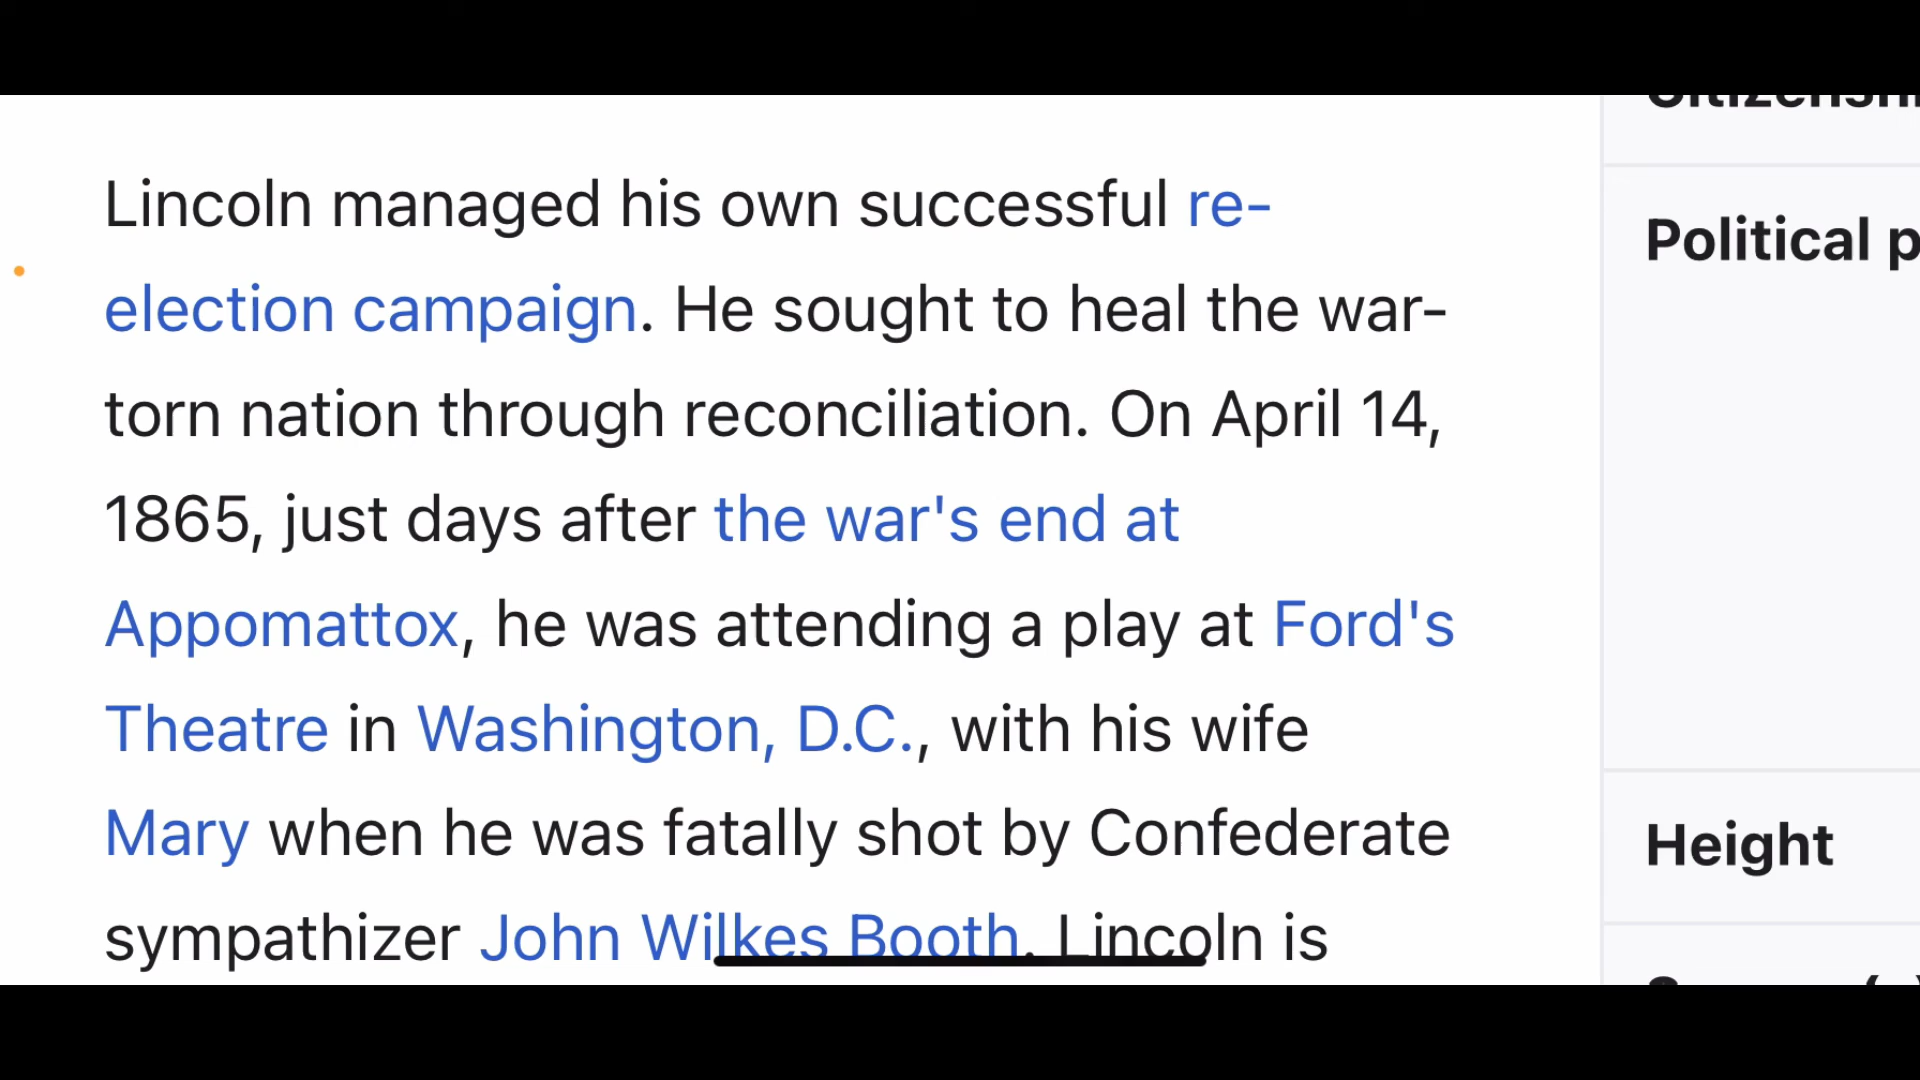 Lincoln managed his own successful re-
election campaign. He sought to heal the war-
torn nation through reconciliation. On April 14,
1865, just days after the war's end at
Appomattox, he was attending a play at Ford's
Theatre in Washington, D.C., with his wife
Mary when he was fatally shot by Confederate
sympathizer John Wilkes Booth. Lincoln is
Political p
Height